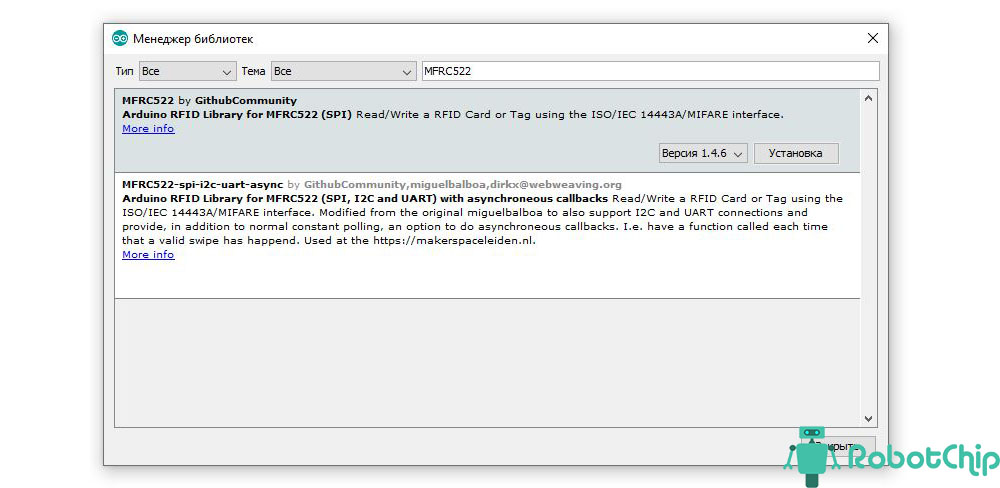 Менеджер библиотек
Тип Все Тема Все MFRC522
MFRC522 by GithubCommunity
Arduino RFID Library for MFRC522 (SPI) Read/Write a RFID Card or Tag using the ISO/IEC 14443A/MIFARE interface.
More info
Версия 1.4.6 Установка
MFRC522-spi-i2c-uart-async by GithubCommunity,miguelbalboa,dirkx@webweaving.org
Arduino RFID Library for MFRC522 (SPI, I2C and UART) with asynchroneous callbacks Read/Write a RFID Card or Tag using the
ISO/IEC 14443A/MIFARE interface. Modified from the original miguelbalboa to also support I2C and UART connections and
provide, in addition to normal constant polling, an option to do asynchroneous callbacks. I.e. have a function called each time
that a valid swipe has happend. Used at the https://makerspaceleiden.nl.
More info
RobotChip